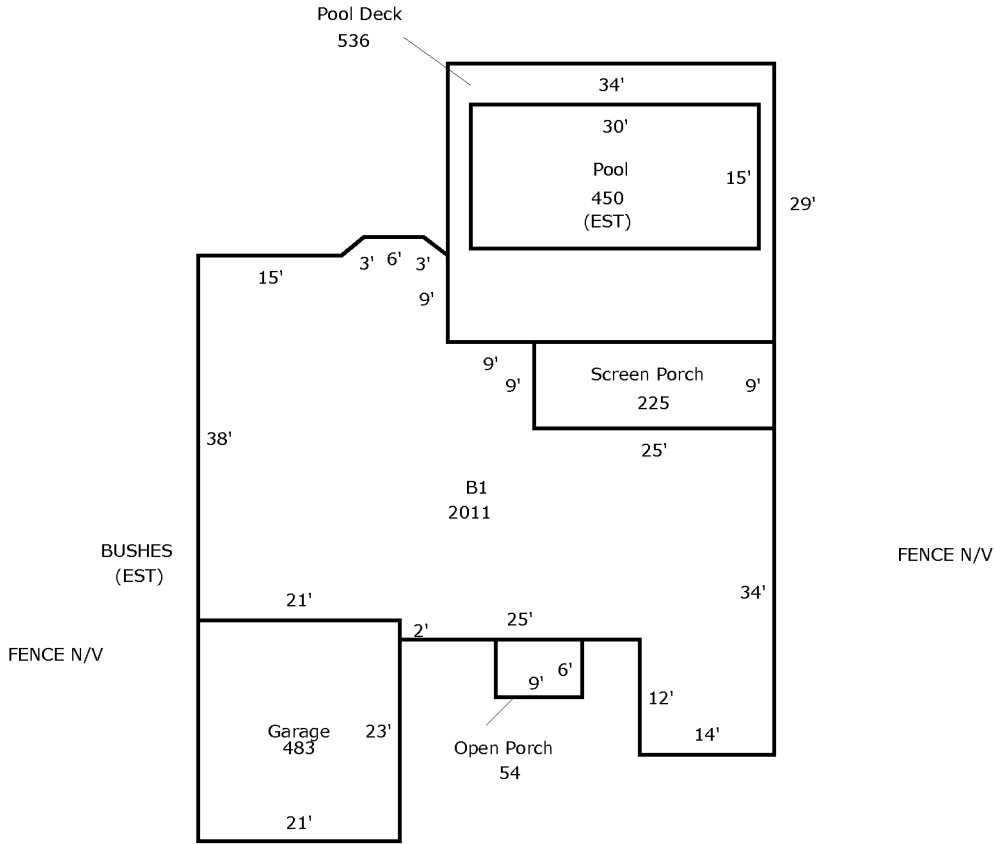 Pool Deck
536
34'
30'
Pool
15'
450
(EST)
29'
15'
3'
6'
3'
9'
9'
9'
Screen Porch
9'
225
38'
25'
B1
2011
BUSHES
(EST)
FENCE N/V
34'
21'
2'
25'
FENCE N/V
9'
6'
12'
Garage
483
23'
14'
Open Porch
54
21'